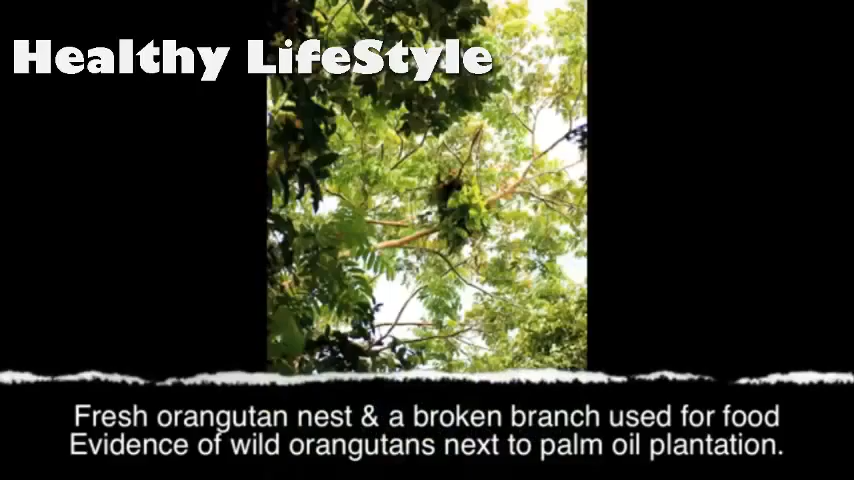 Healthy LifeStyle
Fresh orangutan nest & a broken branch used for food
Evidence of wild orangutans next to palm oil plantation.